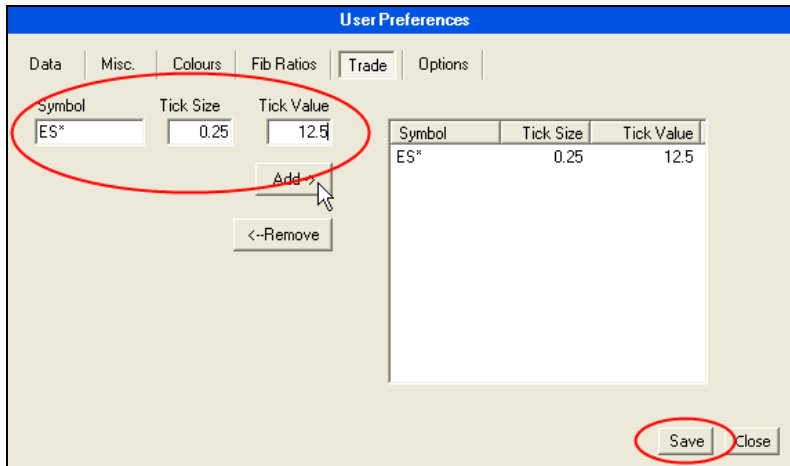 User Preferences
Data Misc. Colours Fib Ratios Trade Options
Symbol Tick Size Tick Value
ES* 0.25 12.5
Add->
<--Remove
Symbol Tick Size Tick Value
ES* 0.25 12.5
Save Close